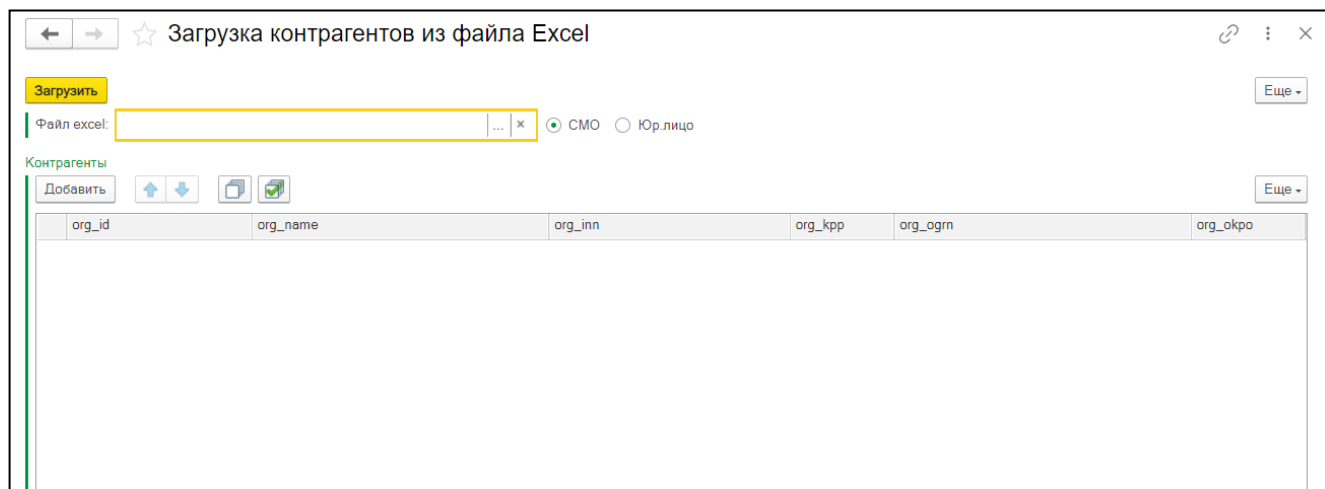 Загрузка контрагентов из файла Excel
Загрузить Еще
Файл excel: ... × СМО Юр.лицо
Контрагенты
Добавить Еще
org_id org_name org_inn org_kpp org_ogrn org_okpo